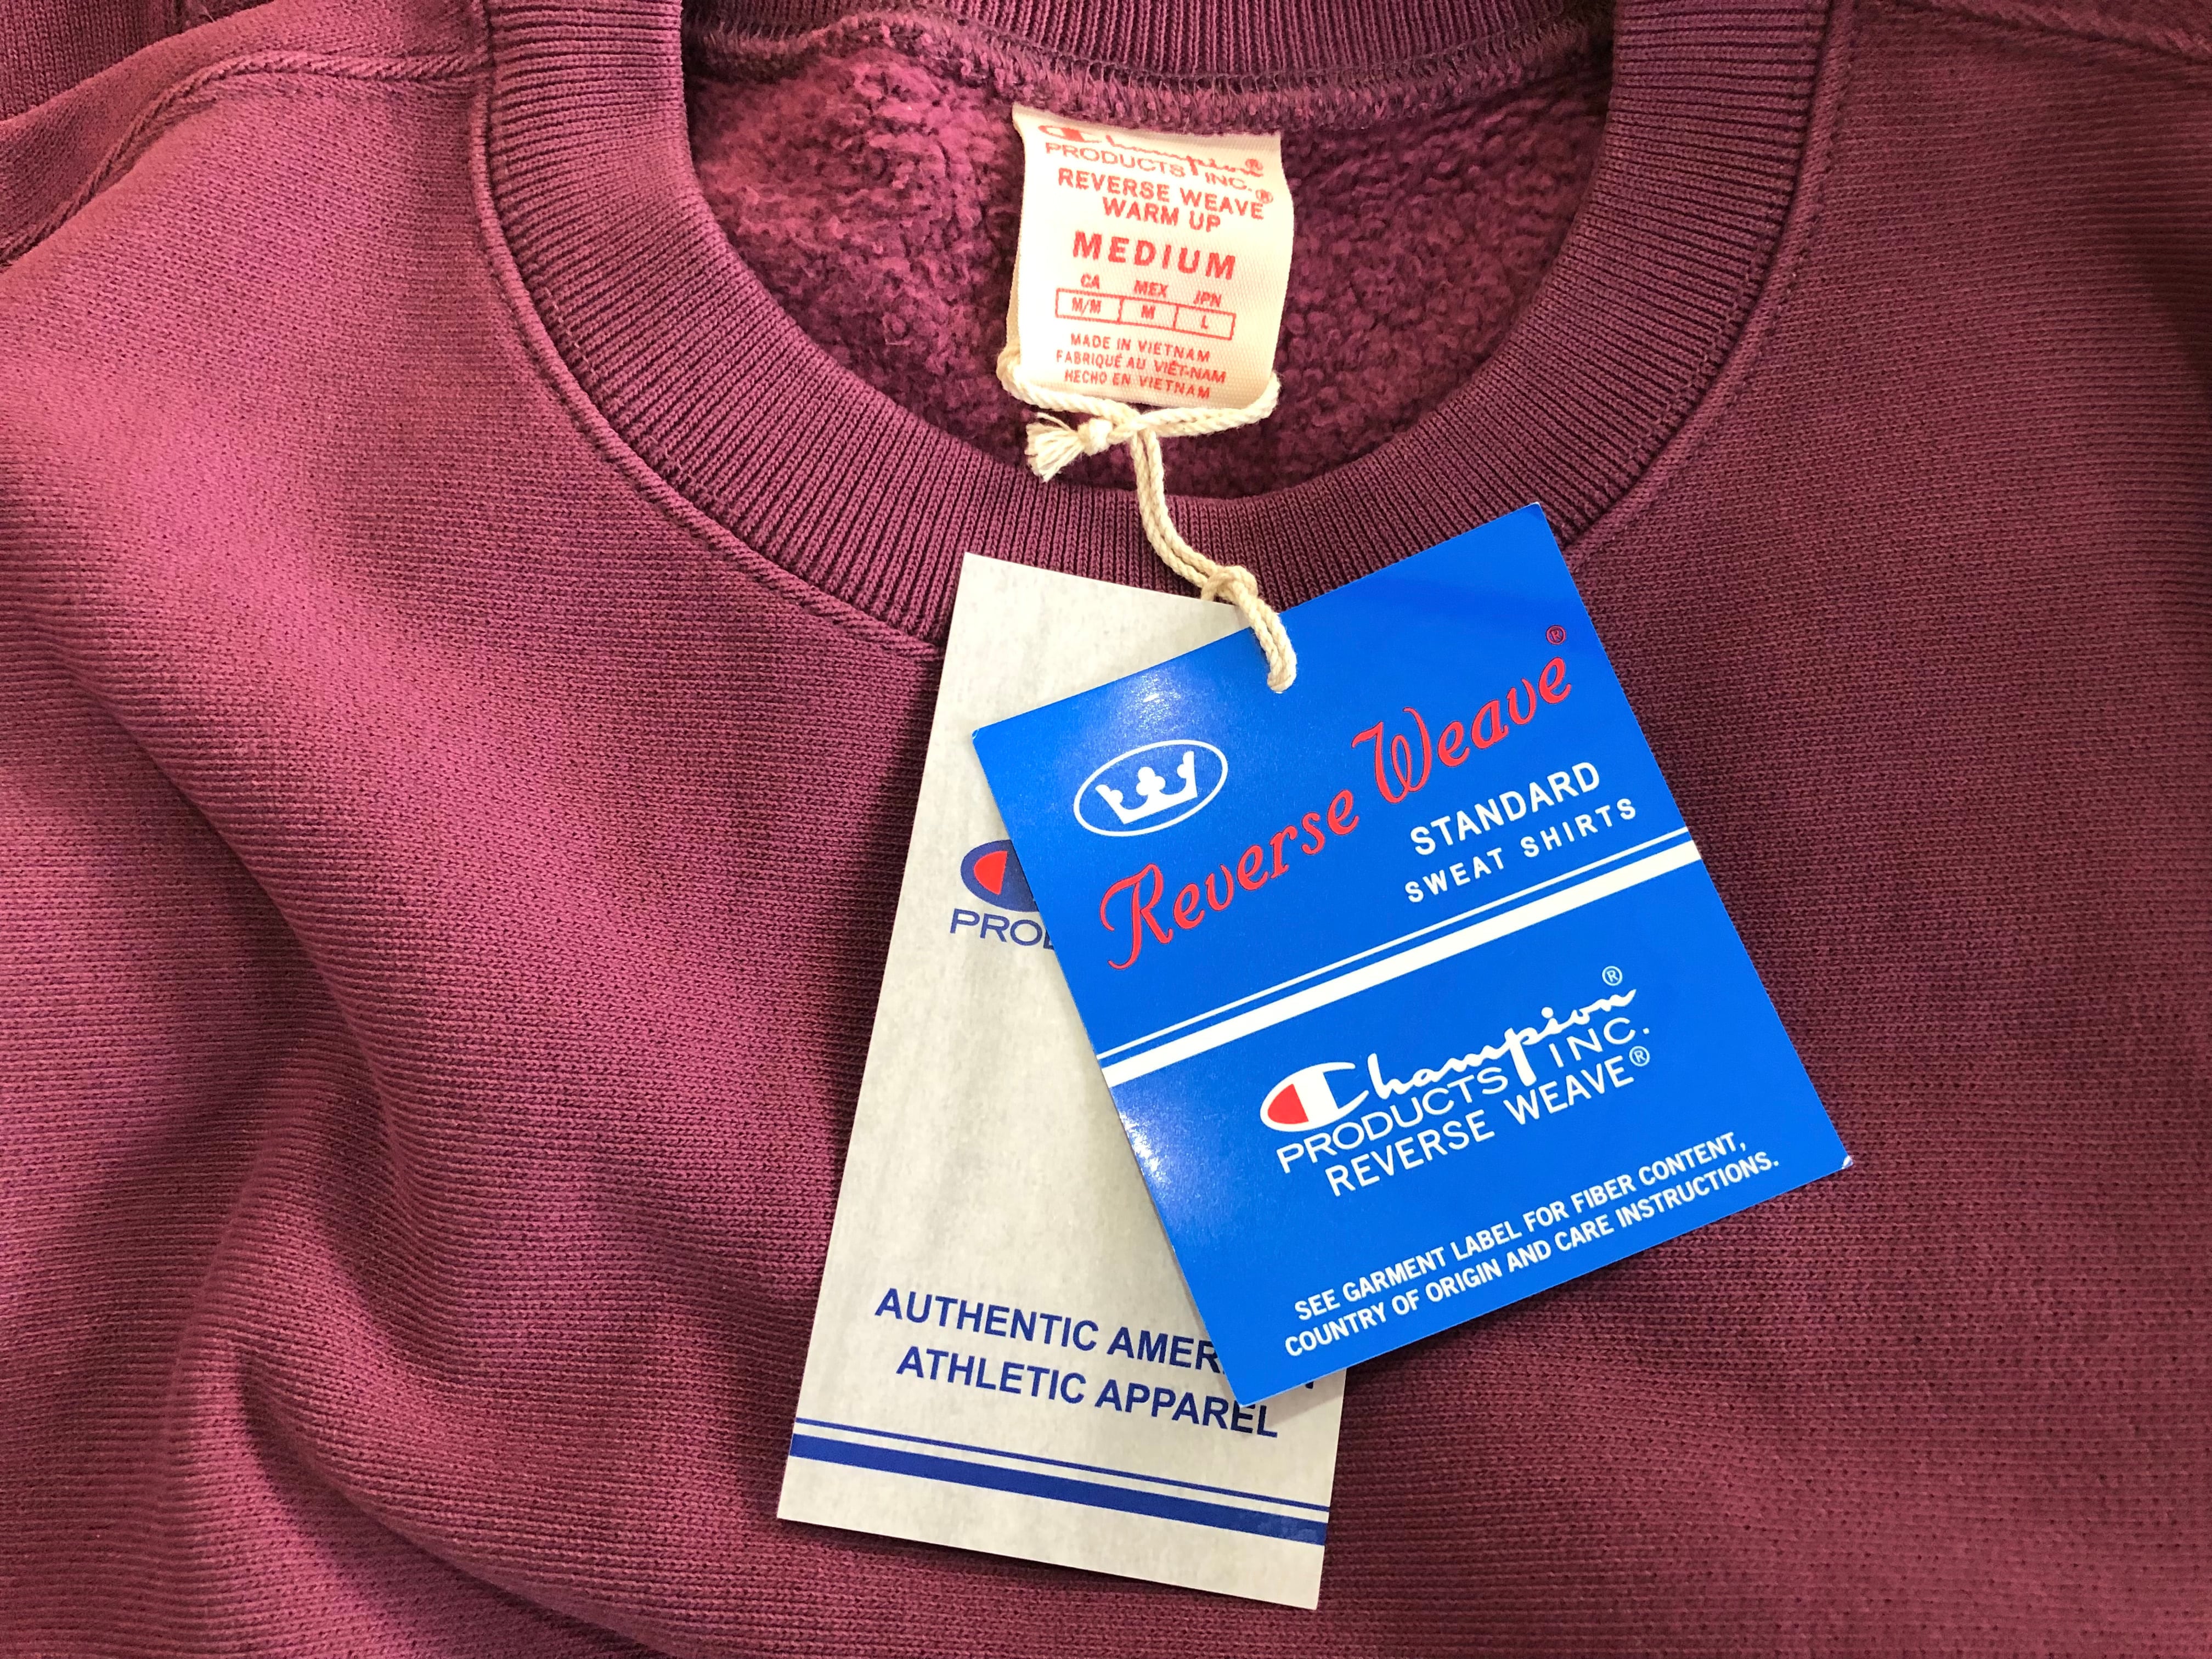 Champion®
PRODUCTS INC.
REVERSE WEAVE®
WARM UP
MEDIUM
CA MEX JPN
M/M M L
MADE IN VIETNAM
FABRIQUÉ AU VIÊT-NAM
HECHO EN VIETNAM
Reverse Weave®
STANDARD
SWEAT SHIRTS
Champion®
PRODUCTS INC.
REVERSE WEAVE®
SEE GARMENT LABEL FOR FIBER CONTENT,
COUNTRY OF ORIGIN AND CARE INSTRUCTIONS.
AUTHENTIC
ATHLETIC APPAREL